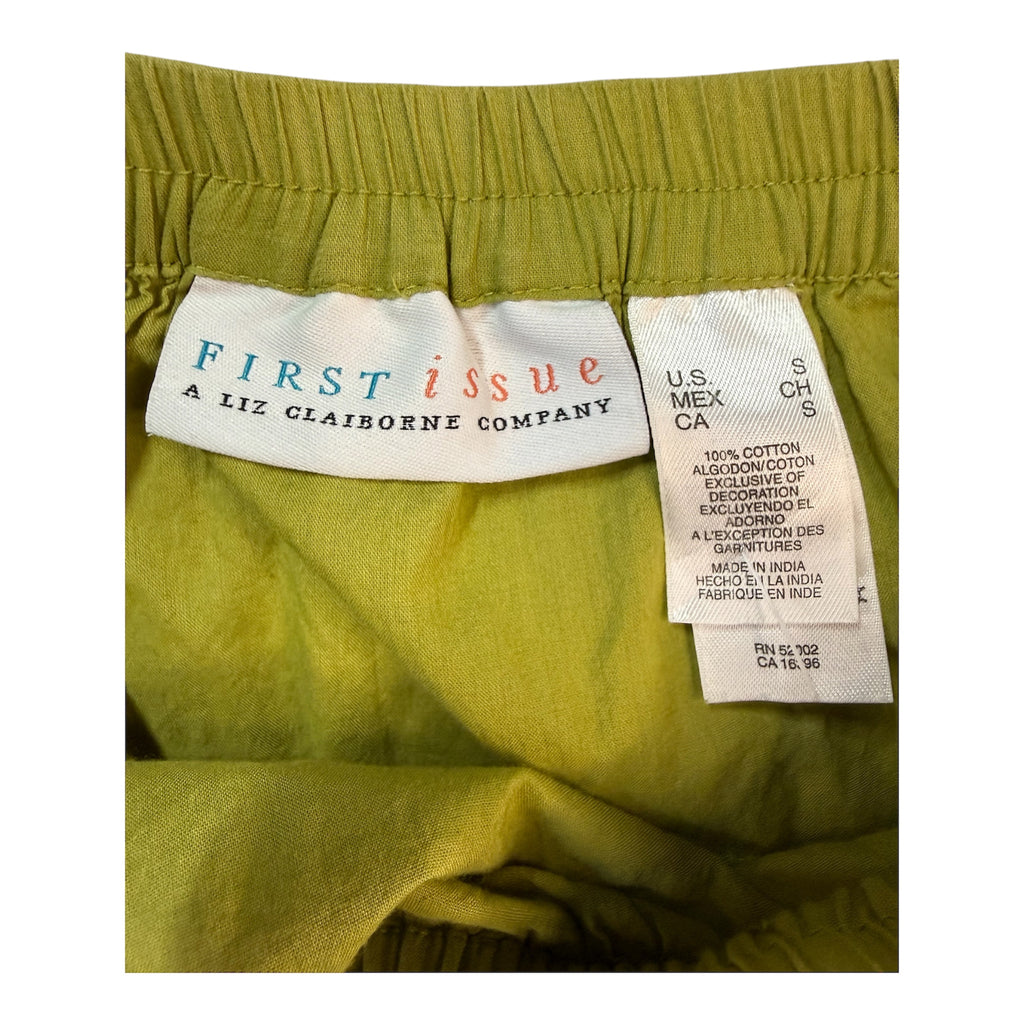 FIRST issue
A LIZ CLAIBORNE COMPANY
U.S. S
MEX CH
CA S
100% COTTON
ALGODON/COTON
EXCLUSIVE OF
DECORATION
EXCLUYENDO EL
ADORNO
A L'EXCEPTION DES
GARNITURES
MADE IN INDIA
HECHO EN LA INDIA
FABRIQUE EN INDE
RN
CA